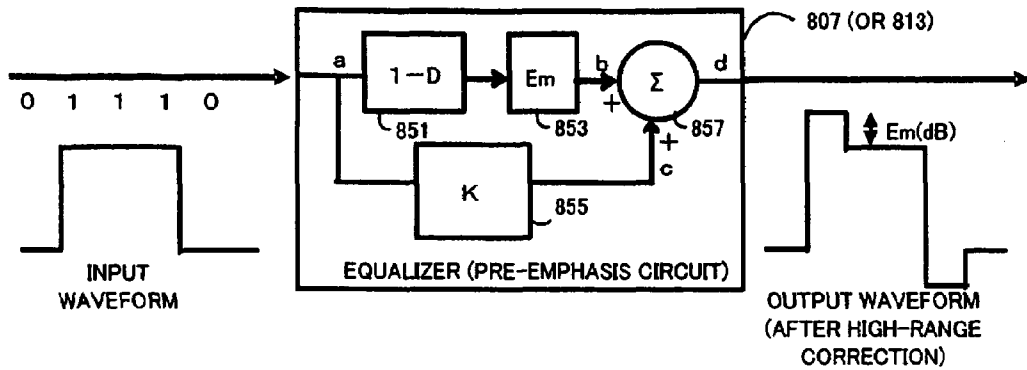 807 (OR 813)
a
1-D
Em
b
Σ
d
+
851
853
857
+
c
K
855
0 1 1 1 0
Em(dB)
INPUT
WAVEFORM
EQUALIZER (PRE-EMPHASIS CIRCUIT)
OUTPUT WAVEFORM
(AFTER HIGH-RANGE
CORRECTION)